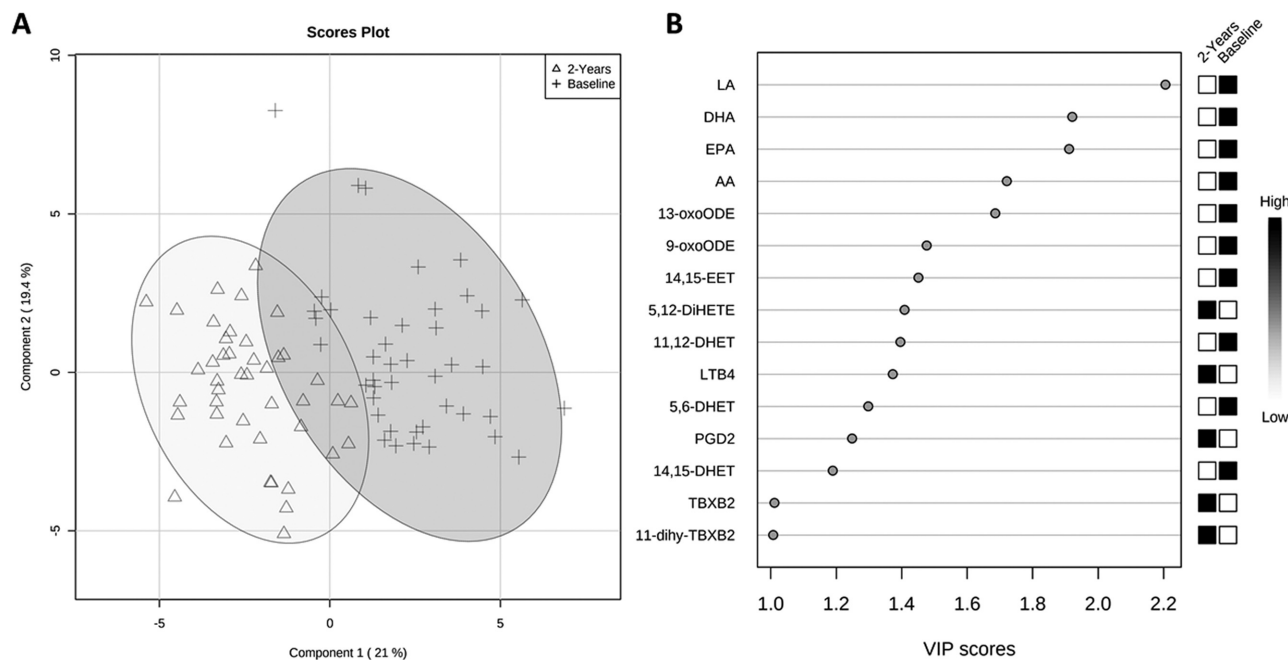 A
Scores Plot
10
5
0
-5
Component 2 ( 19.4 %)
2-Years
Baseline
-5
0
5
Component 1 ( 21 %)
B
2-Years
Baseline
LA
DHA
EPA
AA
13-oxoODE
9-oxoODE
14,15-EET
5,12-DiHETE
11,12-DHET
LTB4
5,6-DHET
PGD2
14,15-DHET
TBXB2
11-dihy-TBXB2
High
Low
1.0 1.2 1.4 1.6 1.8 2.0 2.2
VIP scores